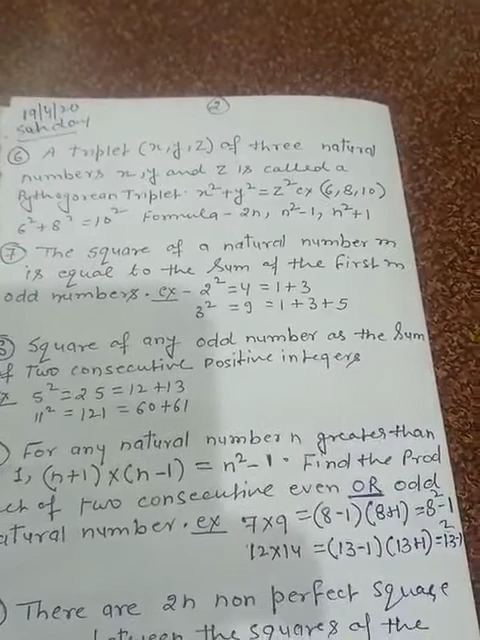 19/4/20
(2)
sunday
(6) A triplet (x,y,z) of three natural
numbers x,y and z is called a
Pythogorean Triplet. x²+y²=z² ex (6,8,10)
6²+8²=10² Formula - 2n, n²-1, n²+1
(7) The square of a natural number m
is equal to the sum of the first m
odd numbers. ex - 2²=4 = 1+3
3² = 9 = 1+3+5
Square of any odd number as the sum
of two consecutive positive integers
5²=25=12+13
11² = 121 = 60+61
For any natural number n greater than
1, (n+1)×(n-1) = n²-1. Find the Prod
uct of two consecutive even OR odd
natural number. ex 7×9 =(8-1)(8+1)=8²-1
12×14 =(13-1)(13+1)=13²-1
There are 2n non perfect square
between the squares of the